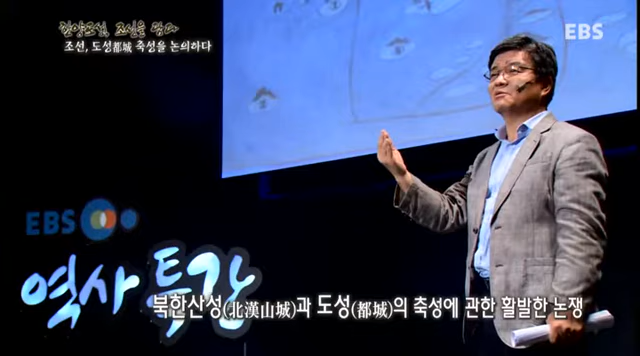 한양도성, 조선을 담다
조선, 도성都城 축성을 논의하다
EBS
EBS
역사 특강
북한산성(北漢山城)과 도성(都城)의 축성에 관한 활발한 논쟁